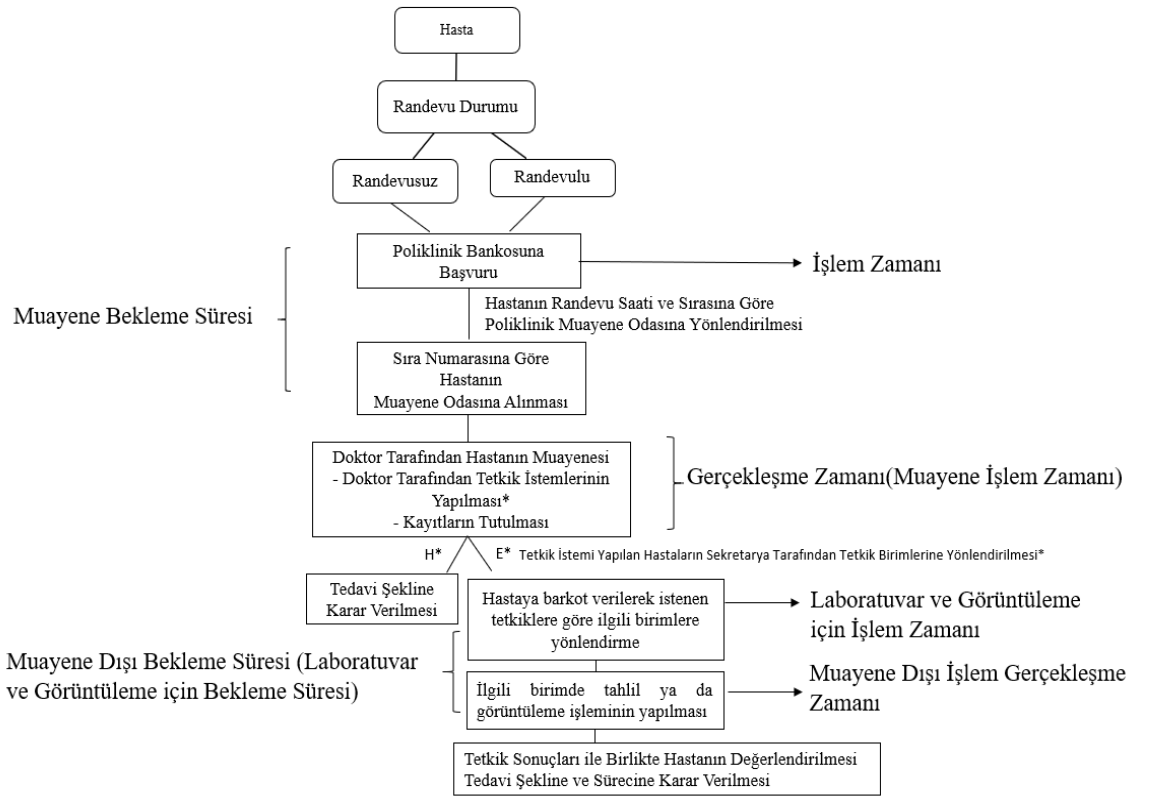 Hasta
Randevu Durumu
Randevusuz
Randevulu
Poliklinik Bankosuna
Başvuru
İşlem Zamanı
Muayene Bekleme Süresi
Hastanın Randevu Saati ve Sırasına Göre
Poliklinik Muayene Odasına Yönlendirilmesi
Sıra Numarasına Göre
Hastanın
Muayene Odasına Alınması
Doktor Tarafından Hastanın Muayenesi
- Doktor Tarafından Tetkik İstemlerinin
Yapılması*
- Kayıtların Tutulması
Gerçekleşme Zamanı(Muayene İşlem Zamanı)
H*
E* Tetkik İstemi Yapılan Hastaların Sekretarya Tarafından Tetkik Birimlerine Yönlendirilmesi*
Tedavi Şekline
Karar Verilmesi
Hastaya barkot verilerek istenen
tetkiklere göre ilgili birimlere
yönlendirme
Laboratuvar ve Görüntüleme
için İşlem Zamanı
Muayene Dışı Bekleme Süresi (Laboratuvar
ve Görüntüleme için Bekleme Süresi)
İlgili birimde tahlil ya da
görüntüleme işleminin yapılması
Muayene Dışı İşlem Gerçekleşme
Zamanı
Tetkik Sonuçları ile Birlikte Hastanın Değerlendirilmesi
Tedavi Şekline ve Sürecine Karar Verilmesi